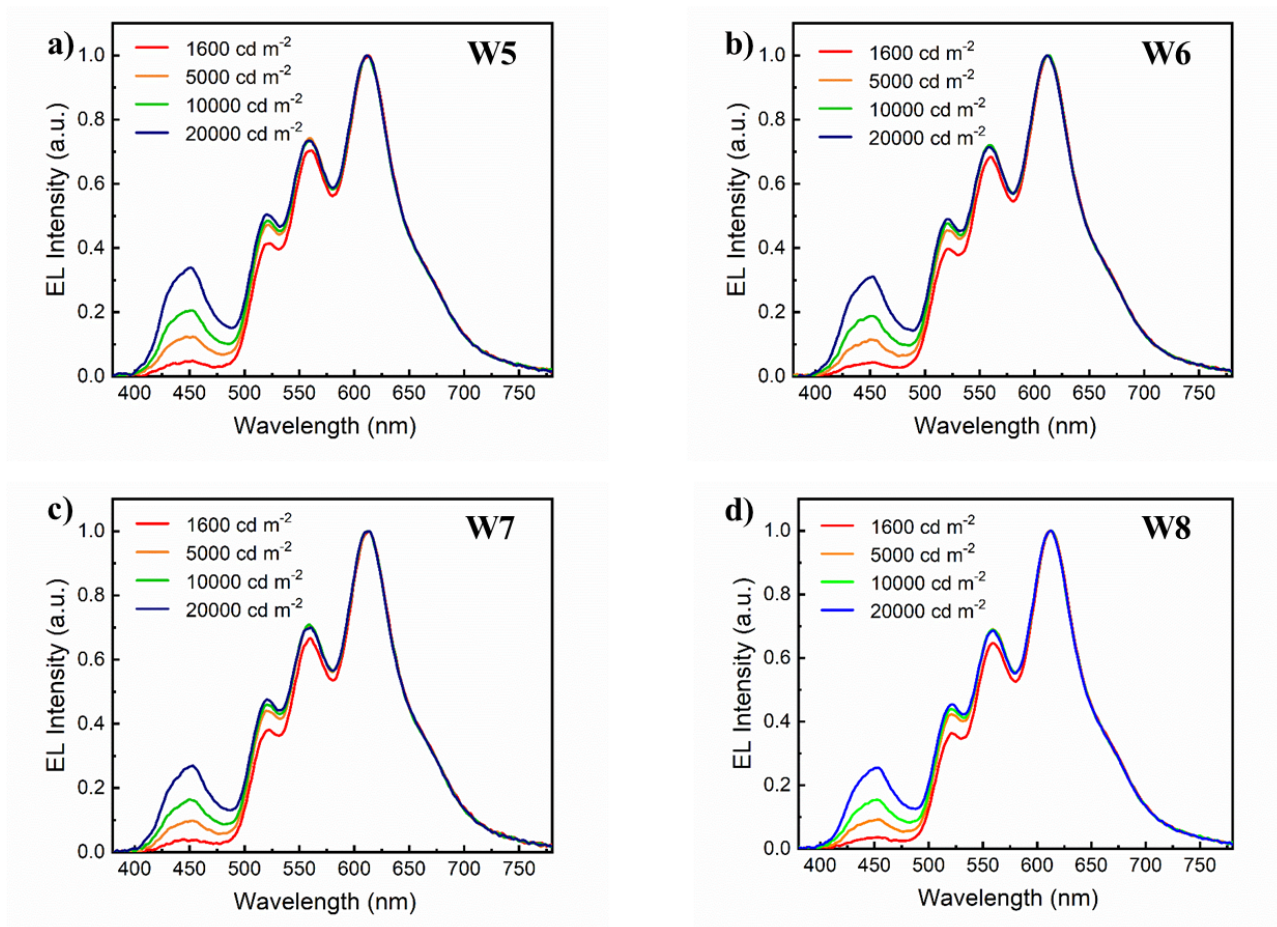 a)
W5
1600 cd m-2
5000 cd m-2
10000 cd m-2
20000 cd m-2
EL Intensity (a.u.)
1.0
0.8
0.6
0.4
0.2
0.0
400 450 500 550 600 650 700 750
Wavelength (nm)
b)
W6
1600 cd m-2
5000 cd m-2
10000 cd m-2
20000 cd m-2
EL Intensity (a.u.)
1.0
0.8
0.6
0.4
0.2
0.0
400 450 500 550 600 650 700 750
Wavelength (nm)
c)
W7
1600 cd m-2
5000 cd m-2
10000 cd m-2
20000 cd m-2
EL Intensity (a.u.)
1.0
0.8
0.6
0.4
0.2
0.0
400 450 500 550 600 650 700 750
Wavelength (nm)
d)
W8
1600 cd m-2
5000 cd m-2
10000 cd m-2
20000 cd m-2
EL Intensity (a.u.)
1.0
0.8
0.6
0.4
0.2
0.0
400 450 500 550 600 650 700 750
Wavelength (nm)